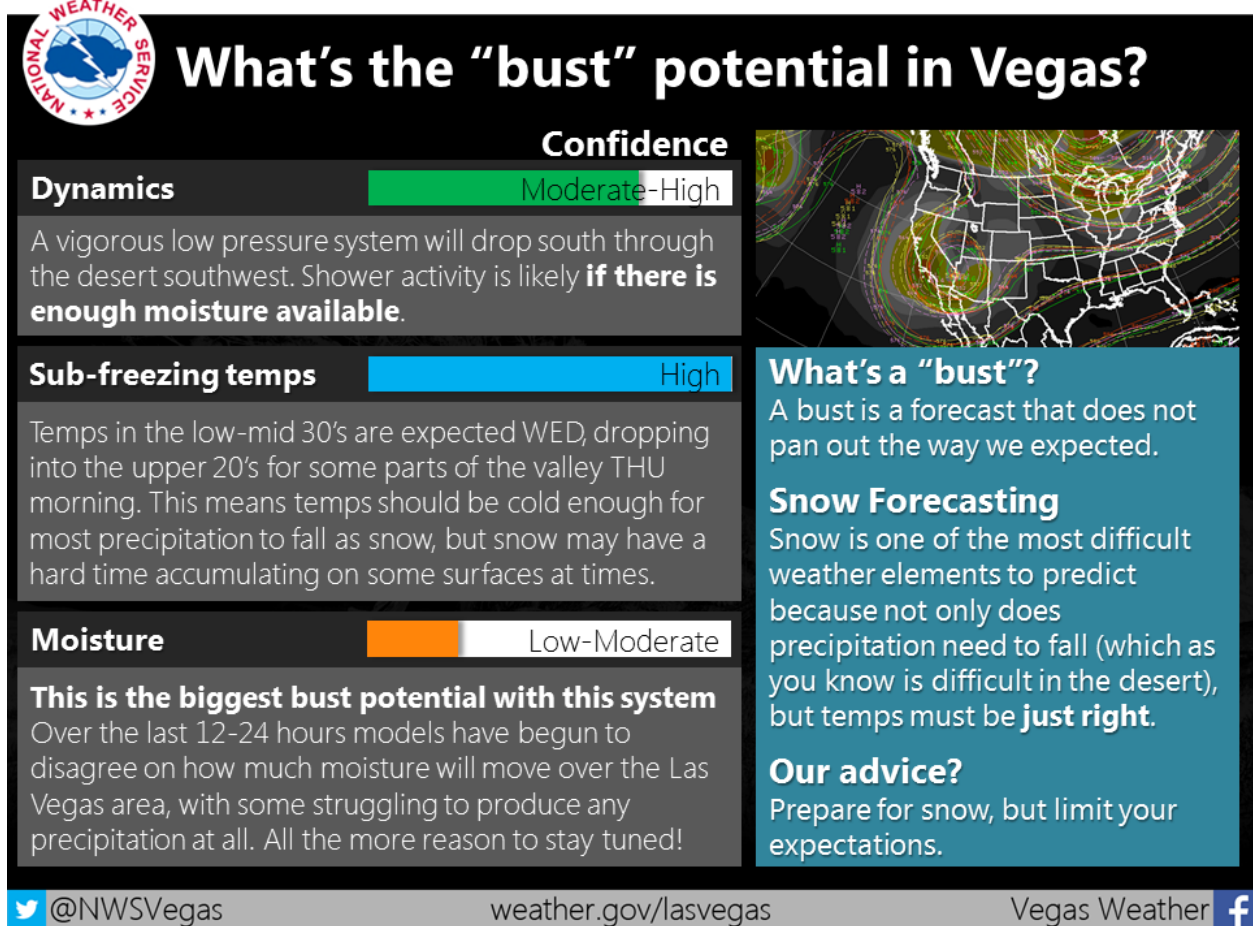 NATIONAL WEATHER SERVICE
What's the “bust” potential in Vegas?
Confidence
Dynamics
Moderate-High
A vigorous low pressure system will drop south through
the desert southwest. Shower activity is likely if there is
enough moisture available.
Sub-freezing temps
High
Temps in the low-mid 30's are expected WED, dropping
into the upper 20's for some parts of the valley THU
morning. This means temps should be cold enough for
most precipitation to fall as snow, but snow may have a
hard time accumulating on some surfaces at times.
Moisture
Low-Moderate
This is the biggest bust potential with this system
Over the last 12-24 hours models have begun to
disagree on how much moisture will move over the Las
Vegas area, with some struggling to produce any
precipitation at all. All the more reason to stay tuned!
What's a “bust”?
A bust is a forecast that does not
pan out the way we expected.
Snow Forecasting
Snow is one of the most difficult
weather elements to predict
because not only does
precipitation need to fall (which as
you know is difficult in the desert),
but temps must be just right.
Our advice?
Prepare for snow, but limit your
expectations.
@NWSVegas
weather.gov/lasvegas
Vegas Weather